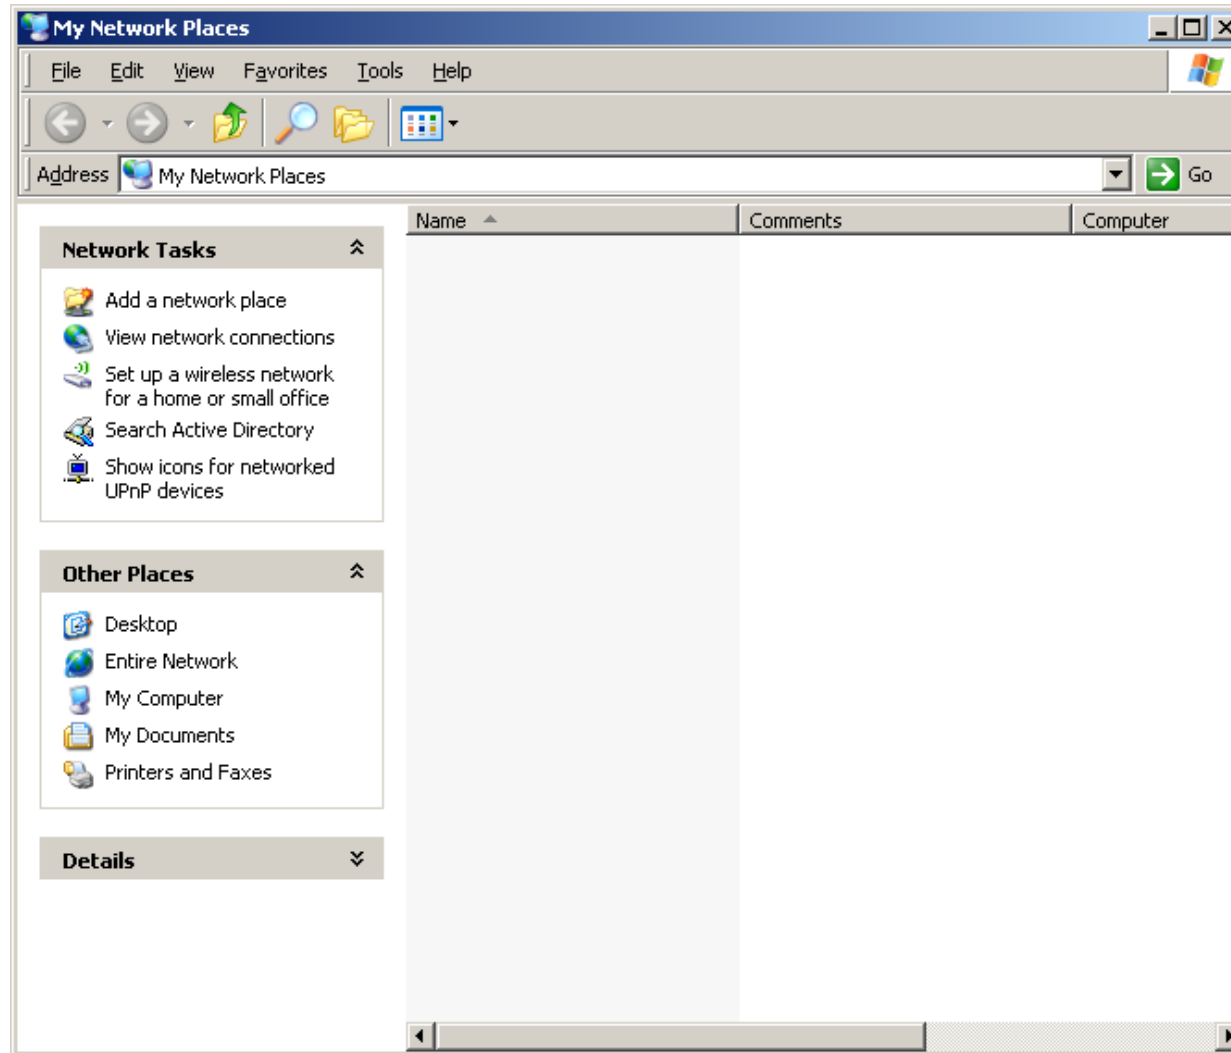 My Network Places
File Edit View Favorites Tools Help
Address My Network Places Go
Name Comments Computer
Network Tasks
Add a network place
View network connections
Set up a wireless network
for a home or small office
Search Active Directory
Show icons for networked
UPnP devices
Other Places
Desktop
Entire Network
My Computer
My Documents
Printers and Faxes
Details